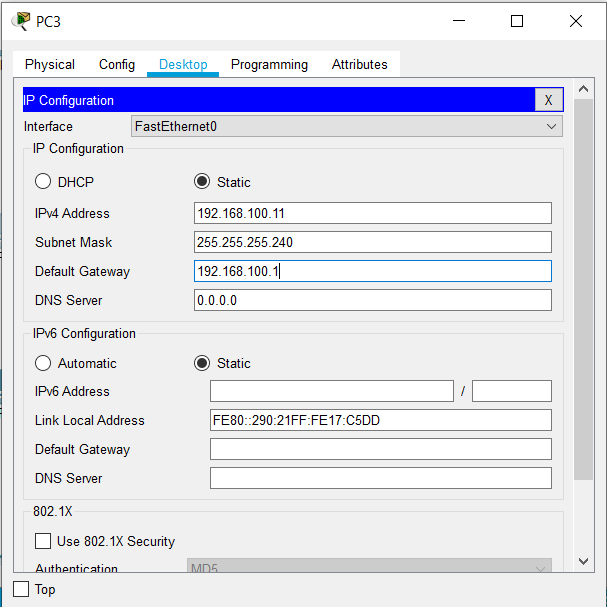 PC3
Physical Config Desktop Programming Attributes
IP Configuration X
Interface FastEthernet0
IP Configuration
DHCP Static
IPv4 Address 192.168.100.11
Subnet Mask 255.255.255.240
Default Gateway 192.168.100.1
DNS Server 0.0.0.0
IPv6 Configuration
Automatic Static
IPv6 Address /
Link Local Address FE80::290:21FF:FE17:C5DD
Default Gateway
DNS Server
802.1X
Use 802.1X Security
Authentication MD5
Top